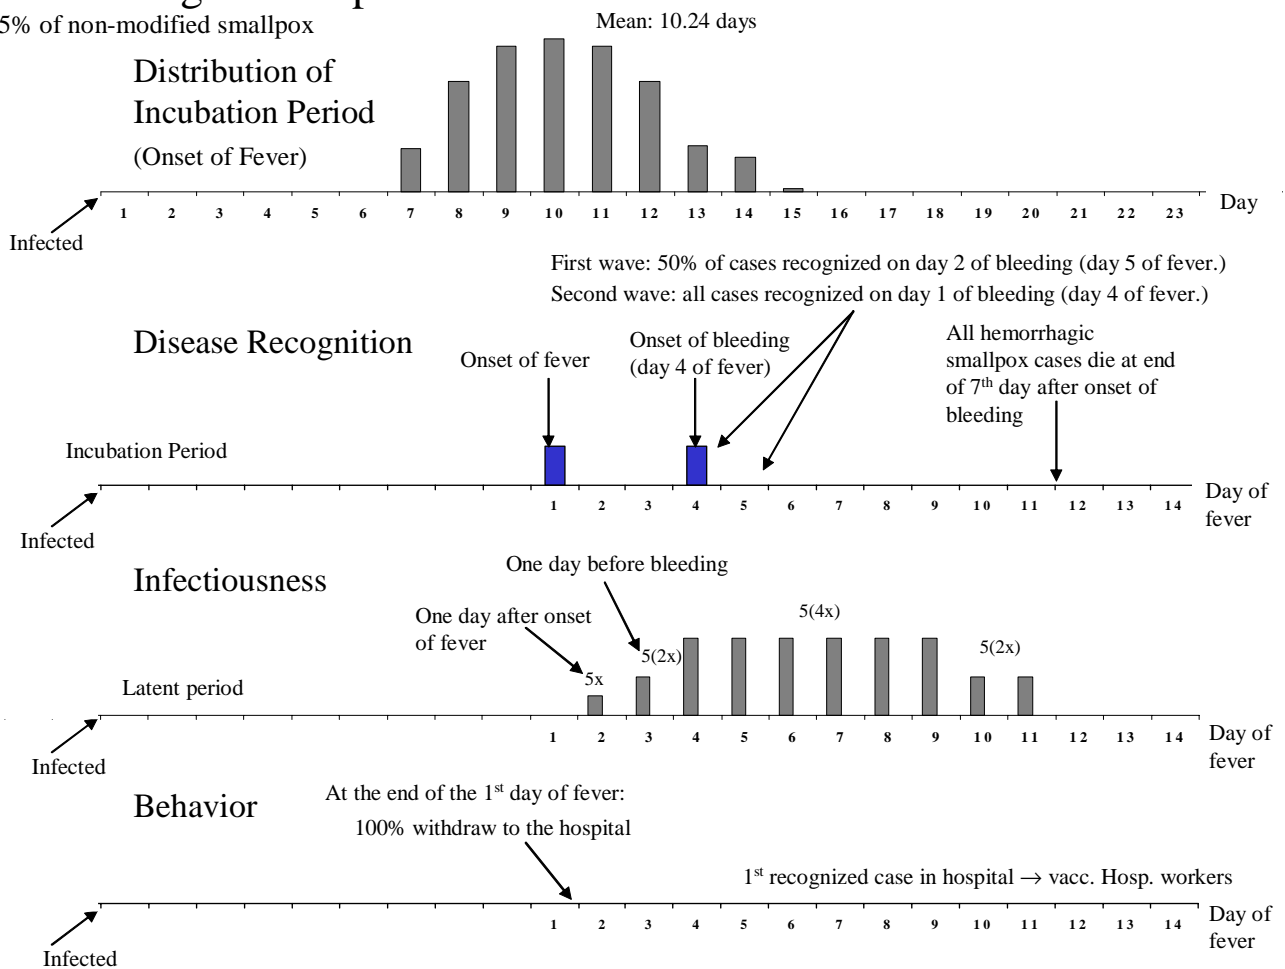 5% of non-modified smallpox
Mean: 10.24 days
Distribution of
Incubation Period
(Onset of Fever)
1 2 3 4 5 6 7 8 9 10 11 12 13 14 15 16 17 18 19 20 21 22 23
Day
Infected
First wave: 50% of cases recognized on day 2 of bleeding (day 5 of fever.)
Second wave: all cases recognized on day 1 of bleeding (day 4 of fever.)
Disease Recognition
Onset of fever
Onset of bleeding
(day 4 of fever)
All hemorrhagic
smallpox cases die at end
of 7th day after onset of
bleeding
Incubation Period
1 2 3 4 5 6 7 8 9 10 11 12 13 14
Day of
fever
Infected
Infectiousness
One day before bleeding
One day after onset
of fever
5x
5(2x)
5(4x)
5(2x)
Latent period
1 2 3 4 5 6 7 8 9 10 11 12 13 14
Day of
fever
Infected
Behavior
At the end of the 1st day of fever:
100% withdraw to the hospital
1st recognized case in hospital → vacc. Hosp. workers
1 2 3 4 5 6 7 8 9 10 11 12 13 14
Day of
fever
Infected